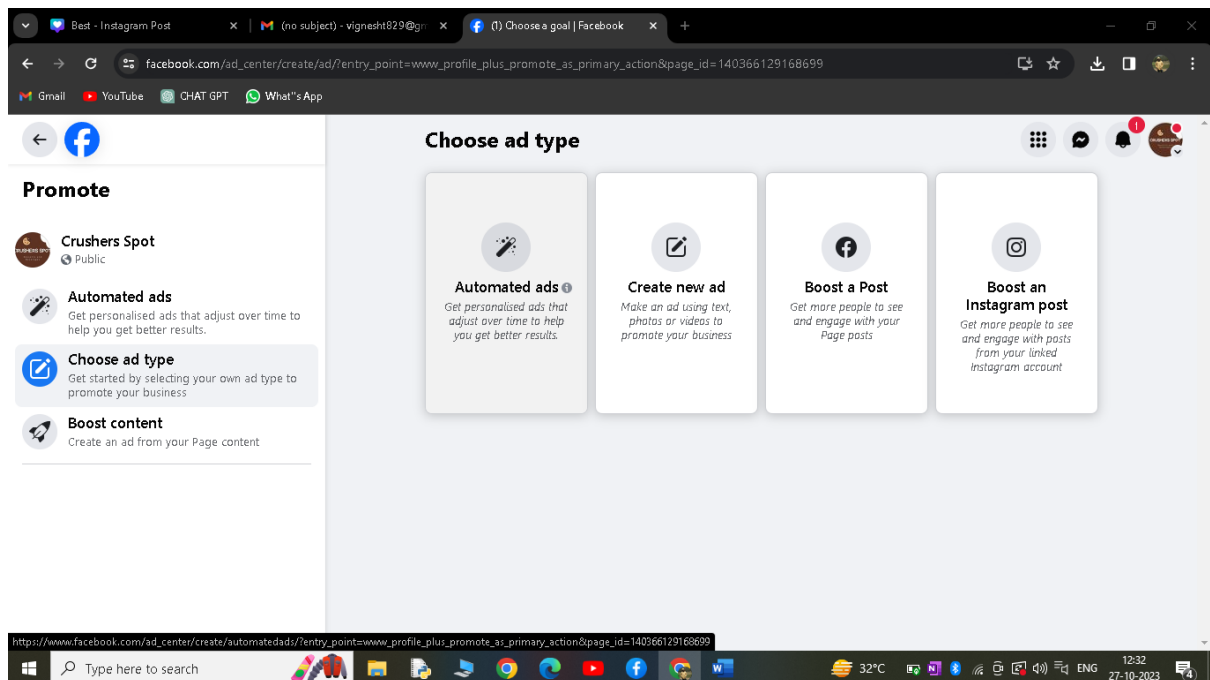 Best - Instagram Post
(no subject) - vignesht829@gm
(1) Choose a goal | Facebook
facebook.com/ad_center/create/ad/?entry_point=www_profile_plus_promote_as_primary_action&page_id=140366129168699
Gmail
YouTube
CHAT GPT
What"s App
Choose ad type
1
Promote
Crushers Spot
Public
Automated ads
Get personalised ads that adjust over time to
help you get better results.
Choose ad type
Get started by selecting your own ad type to
promote your business
Boost content
Create an ad from your Page content
Automated ads
Get personalised ads that
adjust over time to help
you get better results.
Create new ad
Make an ad using text,
photos or videos to
promote your business
Boost a Post
Get more people to see
and engage with your
Page posts
Boost an
Instagram post
Get more people to see
and engage with posts
from your linked
Instagram account
https://www.facebook.com/ad_center/create/automatedads/?entry_point=www_profile_plus_promote_as_primary_action&page_id=140366129168699
Type here to search
32°C
ENG
12:32
27-10-2023
4